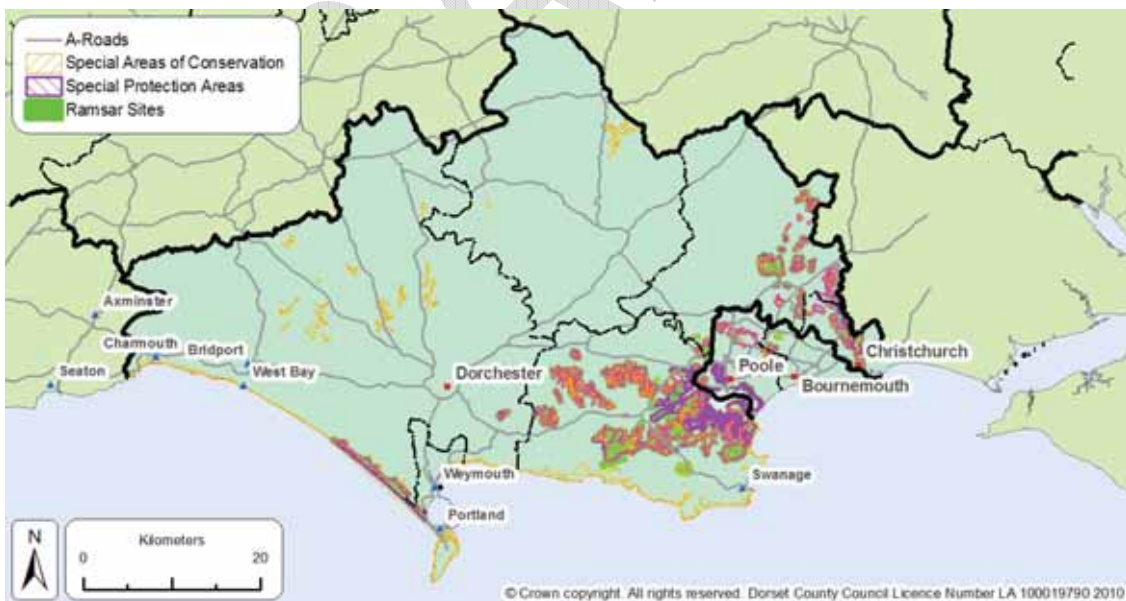 A-Roads
Special Areas of Conservation
Special Protection Areas
Ramsar Sites
Axminster
Charmouth
Bridport
Seaton
West Bay
Dorchester
Poole
Christchurch
Bournemouth
Weymouth
Swanage
Portland
N
Kilometers
0 20
© Crown copyright. All rights reserved. Dorset County Council Licence Number LA 100019790 2010